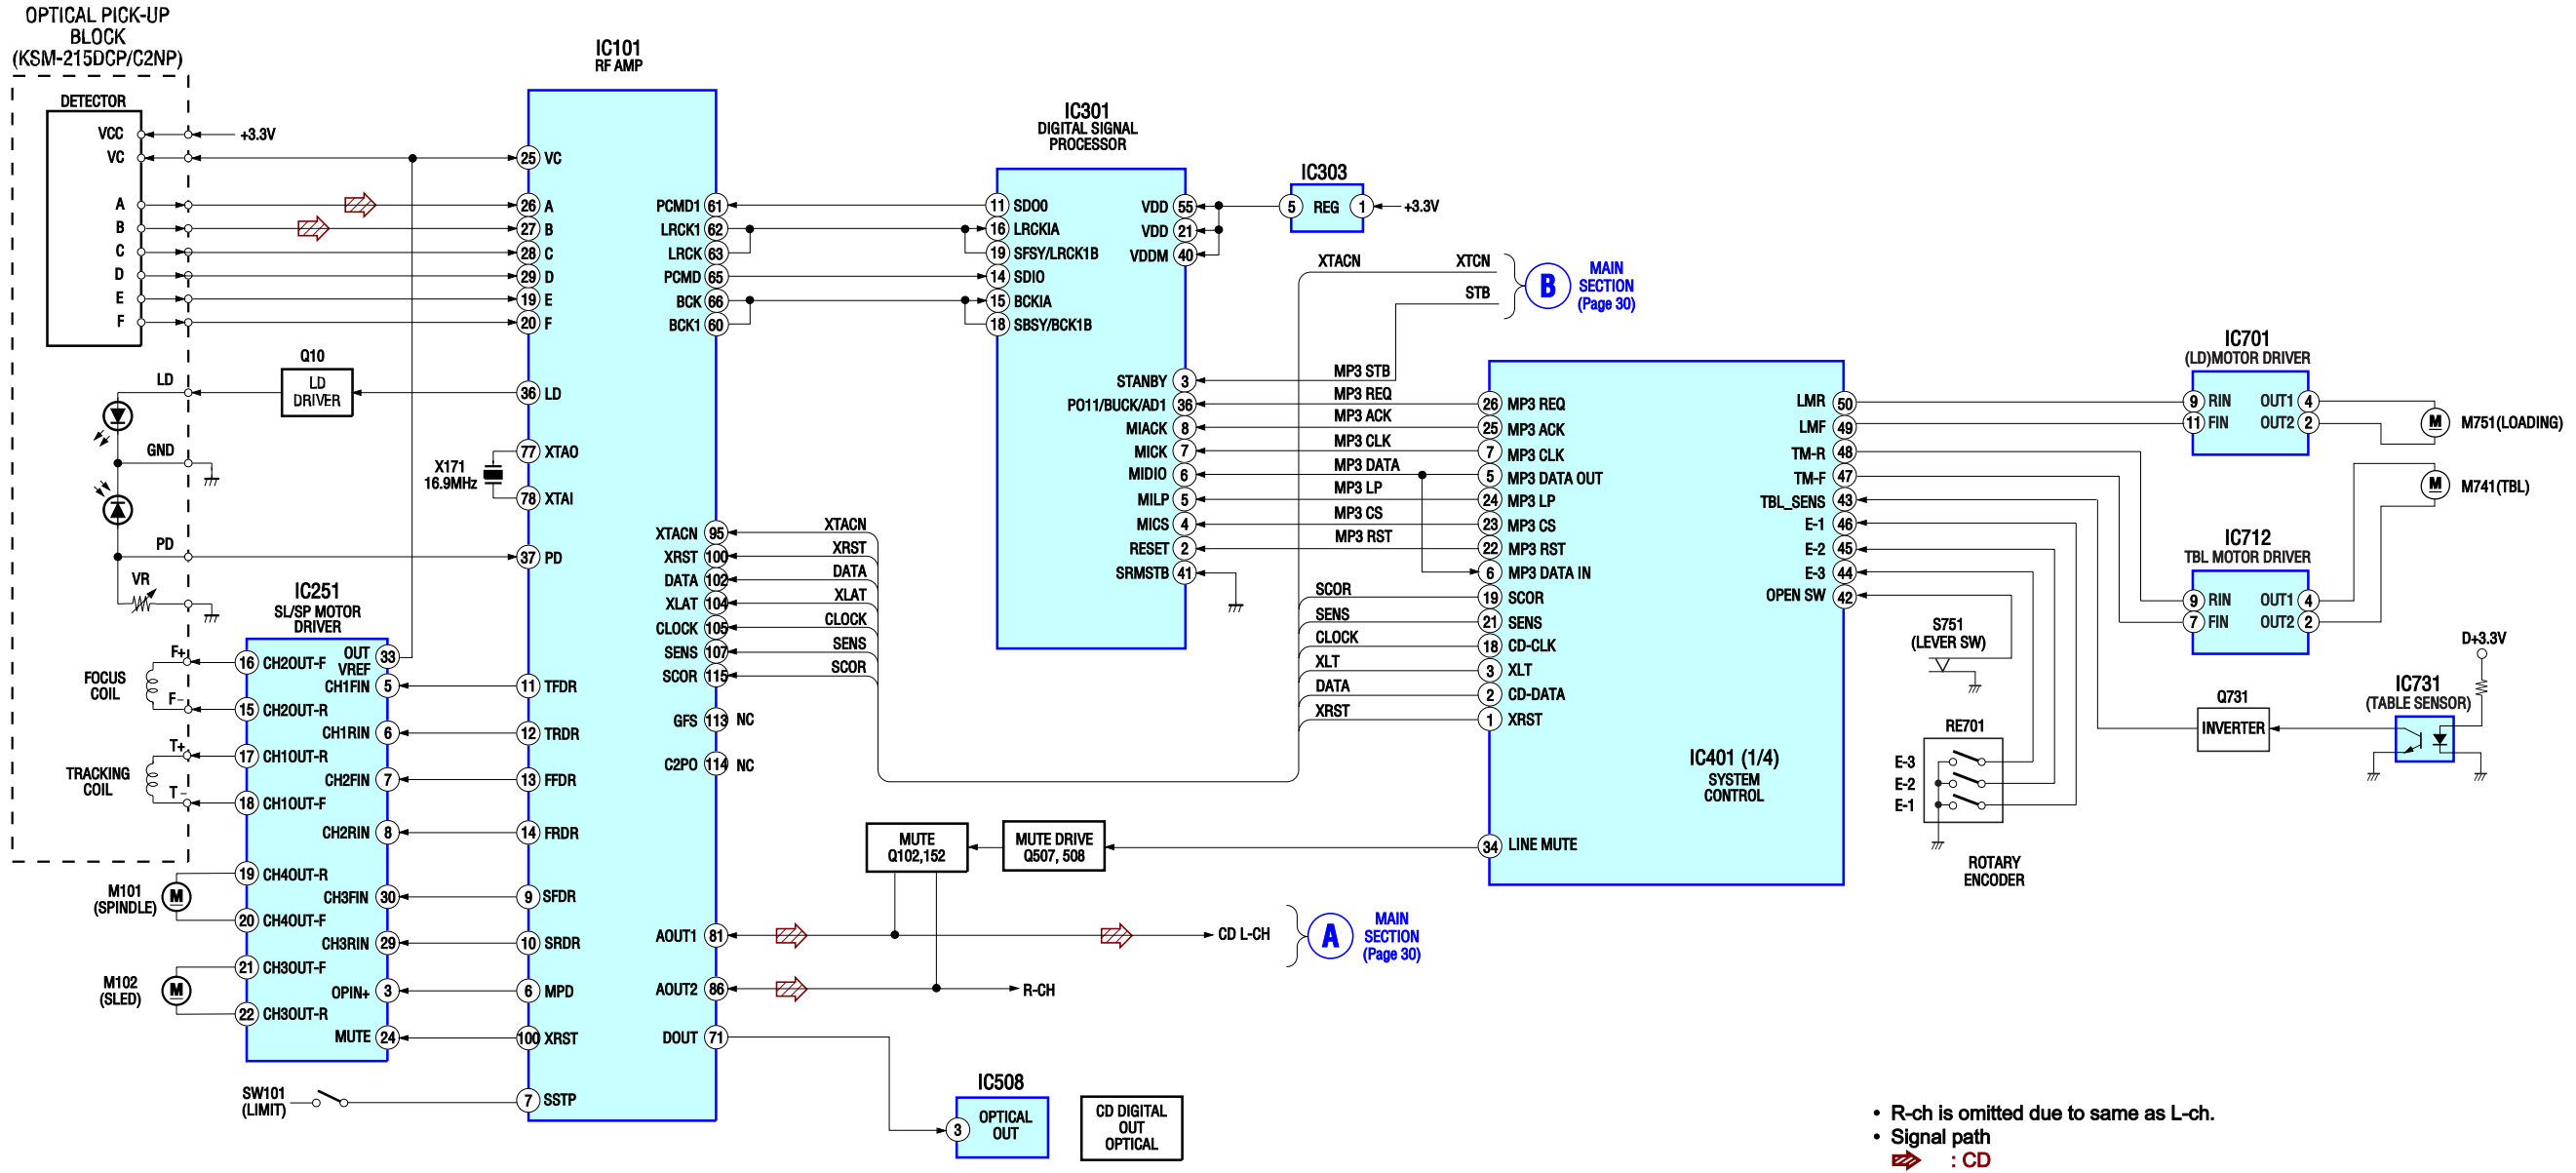 OPTICAL PICK-UP
BLOCK
(KSM-215DCP/C2NP)
DETECTOR
VCC
+3.3V
VC
A
B
C
D
E
F
Q10
LD
DRIVER
LD
GND
PD
VR
X171
16.9MHz
IC101
RF AMP
25 VC
26 A
27 B
28 C
29 D
19 E
20 F
36 LD
77 XTAO
78 XTAI
37 PD
11 TFDR
12 TRDR
13 FFDR
14 FRDR
9 SFDR
10 SRDR
6 MPD
100 XRST
7 SSTP
PCMD1 61
LRCK1 62
LRCK 63
PCMD 65
BCK 66
BCK1 60
XTACN 95
XRST 100
DATA 102
XLAT 104
CLOCK 105
SENS 107
SCOR 115
GFS 113 NC
C2PO 114 NC
AOUT1 81
AOUT2 86
DOUT 71
IC251
SL/SP MOTOR
DRIVER
FOCUS
COIL
F+
F-
TRACKING
COIL
T+
T-
M101
(SPINDLE)
M
M102
(SLED)
M
16 CH2OUT-F
15 CH2OUT-R
17 CH1OUT-R
18 CH1OUT-F
19 CH4OUT-R
20 CH4OUT-F
21 CH3OUT-F
22 CH3OUT-R
OUT
VREF 33
CH1FIN 5
CH1RIN 6
CH2FIN 7
CH2RIN 8
CH3FIN 30
CH3RIN 29
OPIN+ 3
MUTE 24
SW101
(LIMIT)
XTACN
XRST
DATA
XLAT
CLOCK
SENS
SCOR
IC301
DIGITAL SIGNAL
PROCESSOR
11 SDO0
16 LRCKIA
19 SFSY/LRCK1B
14 SDIO
15 BCKIA
18 SBSY/BCK1B
VDD 55
VDD 21
VDDM 40
STANBY 3
PO11/BUCK/AD1 36
MIACK 8
MICK 7
MIDIO 6
MILP 5
MICS 4
RESET 2
SRMSTB 41
IC303
5 REG 1
+3.3V
XTACN
XTCN
STB
B
MAIN
SECTION
(Page 30)
MP3 STB
MP3 REQ
MP3 ACK
MP3 CLK
MP3 DATA
MP3 LP
MP3 CS
MP3 RST
SCOR
SENS
CLOCK
XLT
DATA
XRST
26 MP3 REQ
25 MP3 ACK
7 MP3 CLK
5 MP3 DATA OUT
24 MP3 LP
23 MP3 CS
22 MP3 RST
6 MP3 DATA IN
19 SCOR
21 SENS
18 CD-CLK
3 XLT
2 CD-DATA
1 XRST
34 LINE MUTE
IC401 (1/4)
SYSTEM
CONTROL
LMR 50
LMF 49
TM-R 48
TM-F 47
TBL_SENS 43
E-1 46
E-2 45
E-3 44
OPEN SW 42
IC701
(LD)MOTOR DRIVER
9 RIN
11 FIN
OUT1 4
OUT2 2
M
M751(LOADING)
M
M741(TBL)
IC712
TBL MOTOR DRIVER
9 RIN
7 FIN
OUT1 4
OUT2 2
D+3.3V
S751
(LEVER SW)
Q731
INVERTER
IC731
(TABLE SENSOR)
RE701
E-3
E-2
E-1
ROTARY
ENCODER
MUTE
Q102,152
MUTE DRIVE
Q507, 508
CD L-CH
R-CH
A
MAIN
SECTION
(Page 30)
IC508
3
OPTICAL
OUT
CD DIGITAL
OUT
OPTICAL
• R-ch is omitted due to same as L-ch.
• Signal path
: CD